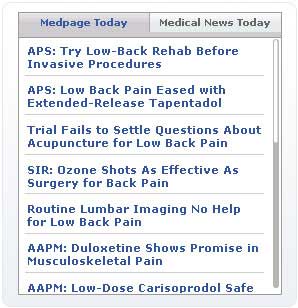 Medpage Today
Medical News Today
APS: Try Low-Back Rehab Before
Invasive Procedures
APS: Low Back Pain Eased with
Extended-Release Tapentadol
Trial Fails to Settle Questions About
Acupuncture for Low Back Pain
SIR: Ozone Shots As Effective As
Surgery for Back Pain
Routine Lumbar Imaging No Help
for Low Back Pain
AAPM: Duloxetine Shows Promise in
Musculoskeletal Pain
AAPM: Low-Dose Carisoprodol Safe